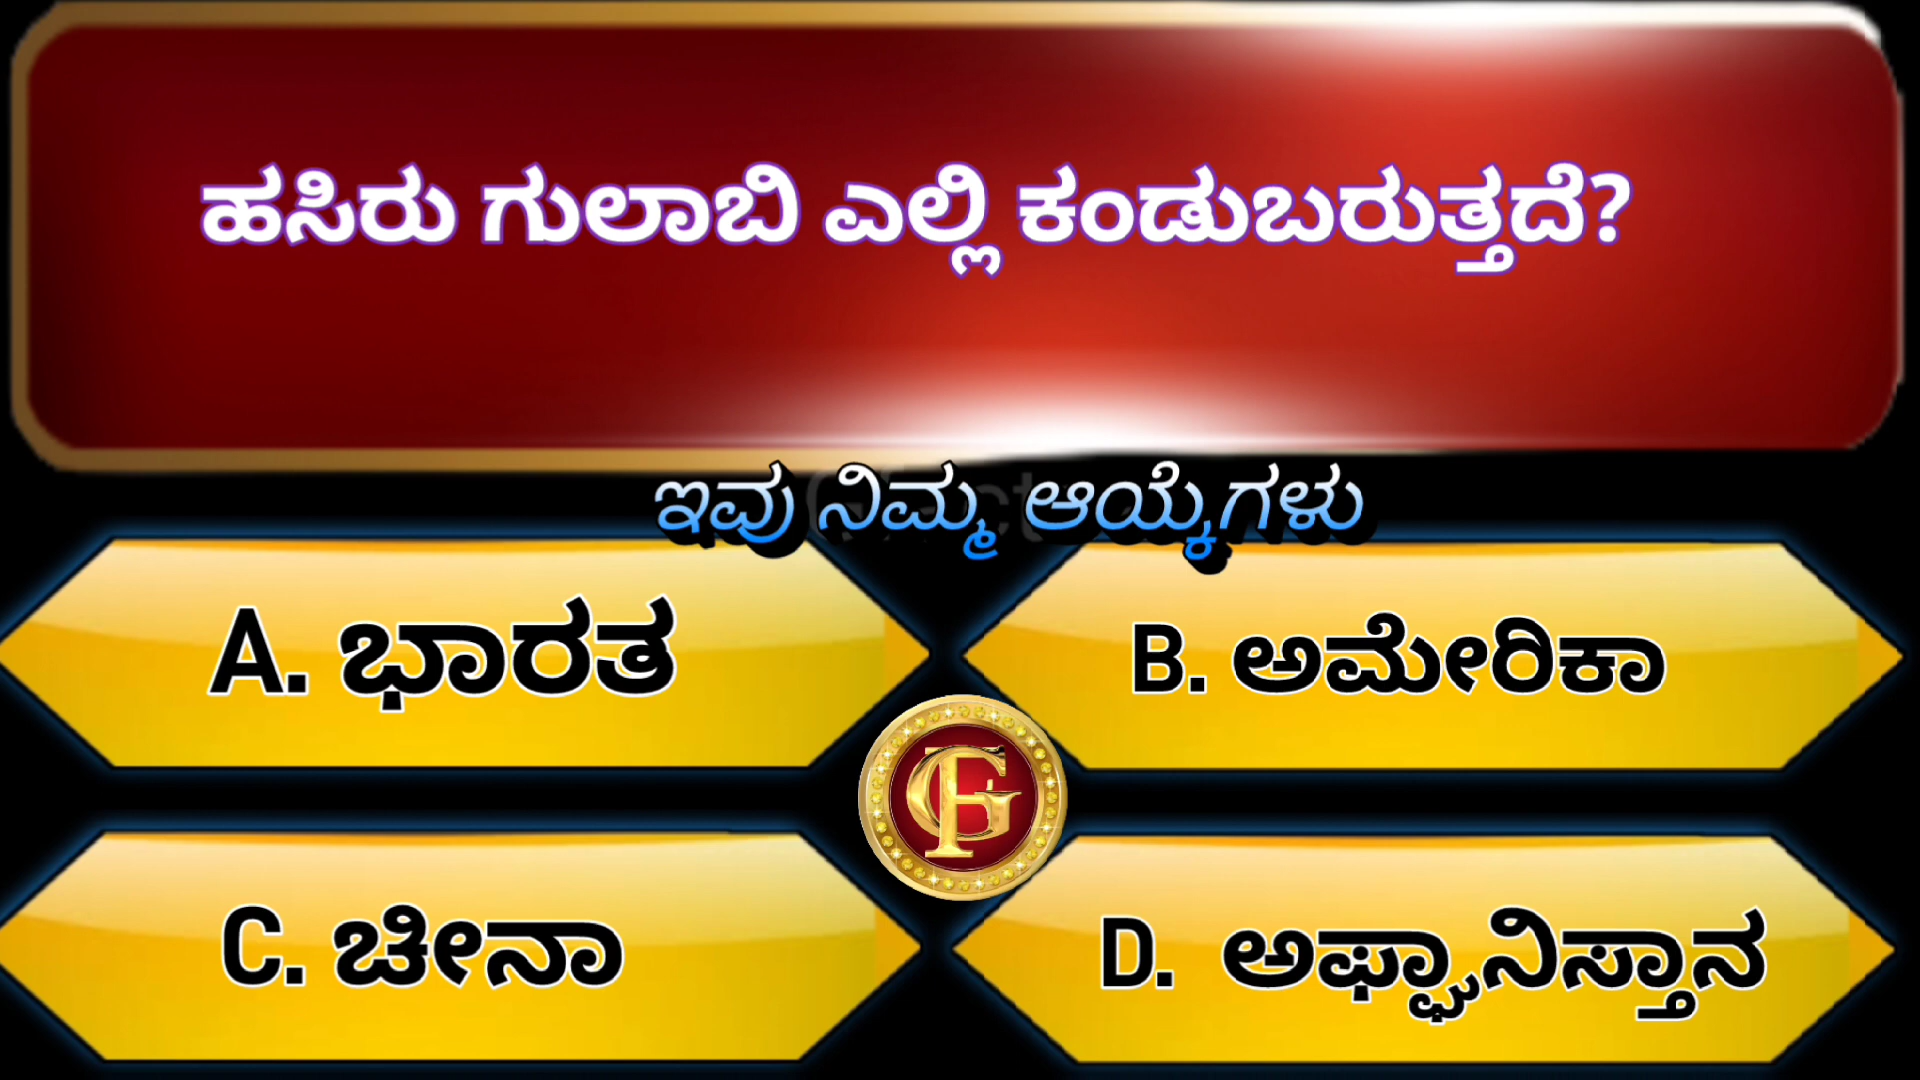 ಹಸಿರು ಗುಲಾಬಿ ಎಲ್ಲಿ ಕಂಡುಬರುತ್ತದೆ?
ಇವು ನಿಮ್ಮ ಆಯ್ಕೆಗಳು
A. ಭಾರತ
B. ಅಮೇರಿಕಾ
C. ಚೀನಾ
D. ಅಫ್ಘಾನಿಸ್ತಾನ